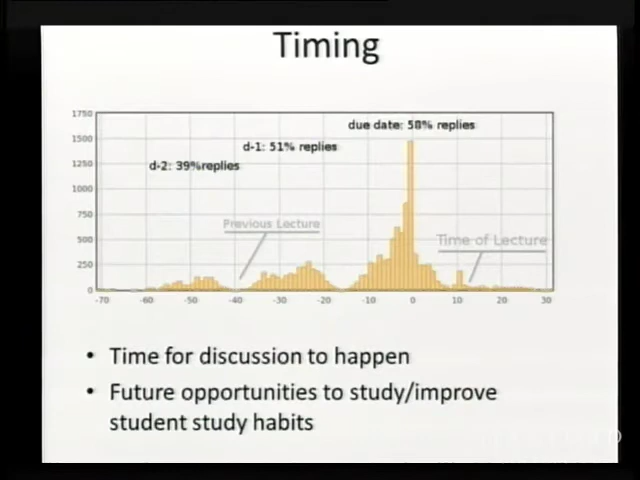 Timing
1750
due date: 58% replies
1500
d-1: 51% replies
d-2: 39%replies
1250
1000
750
Previous Lecture
500
Time of Lecture
250
0
-70 -60 -50 -40 -30 -20 -10 0 10 20 30
• Time for discussion to happen
• Future opportunities to study/improve
student study habits